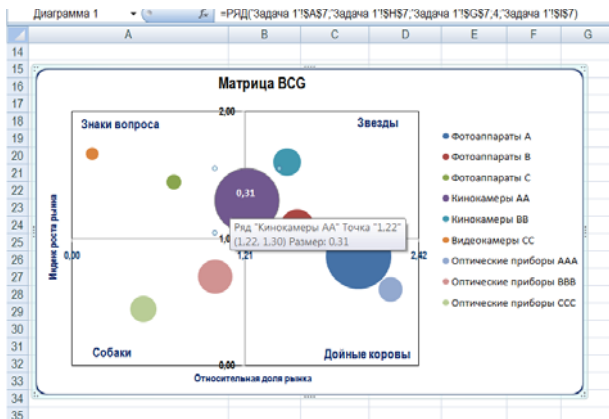 Диаграмма 1
=РЯД('Задача 1'!$A$7;'Задача 1'!$H$7;'Задача 1'!$G$7;4;'Задача 1'!$I$7)
A B C D E F G
14
15
16
17
18
19
20
21
22
23
24
25
26
27
28
29
30
31
32
33
34
35
Матрица BCG
2,00
Знаки вопроса
Звезды
0,31
Ряд "Кинокамеры АА" Точка "1,22"
(1,22, 1,30) Размер: 0,31
Индекс роста рынка
0,00
1,0
1,21
2,42
Собаки
Дойные коровы
0,00
Относительная доля рынка
Фотоаппараты А
Фотоаппараты В
Фотоаппараты С
Кинокамеры АА
Кинокамеры ВВ
Видеокамеры СС
Оптические приборы ААА
Оптические приборы ВВВ
Оптические приборы ССС